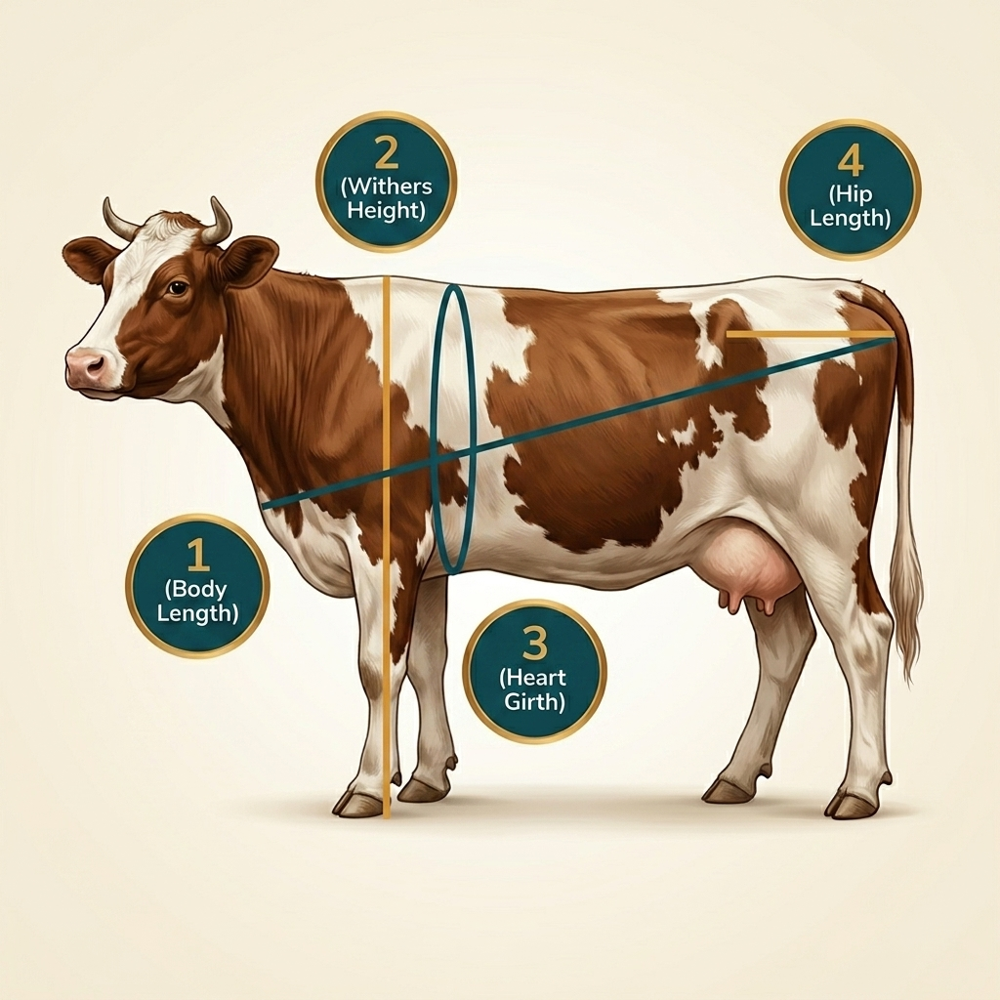 2
(Withers
Height)
4
(Hip
Length)
1
(Body
Length)
3
(Heart
Girth)